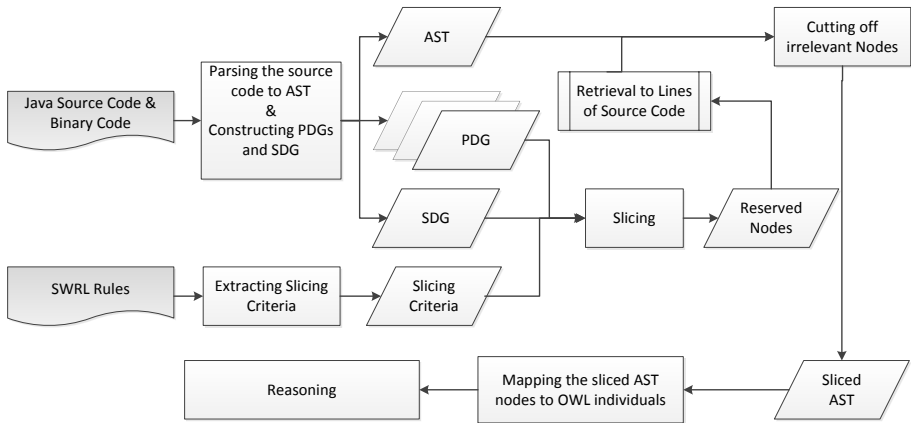 AST
Cutting off
irrelevant Nodes
Java Source Code &
Binary Code
Parsing the source
code to AST
&
Constructing PDGs
and SDG
Retrieval to Lines
of Source Code
PDG
SDG
Slicing
Reserved
Nodes
SWRL Rules
Extracting Slicing
Criteria
Slicing
Criteria
Reasoning
Mapping the sliced AST
nodes to OWL individuals
Sliced
AST